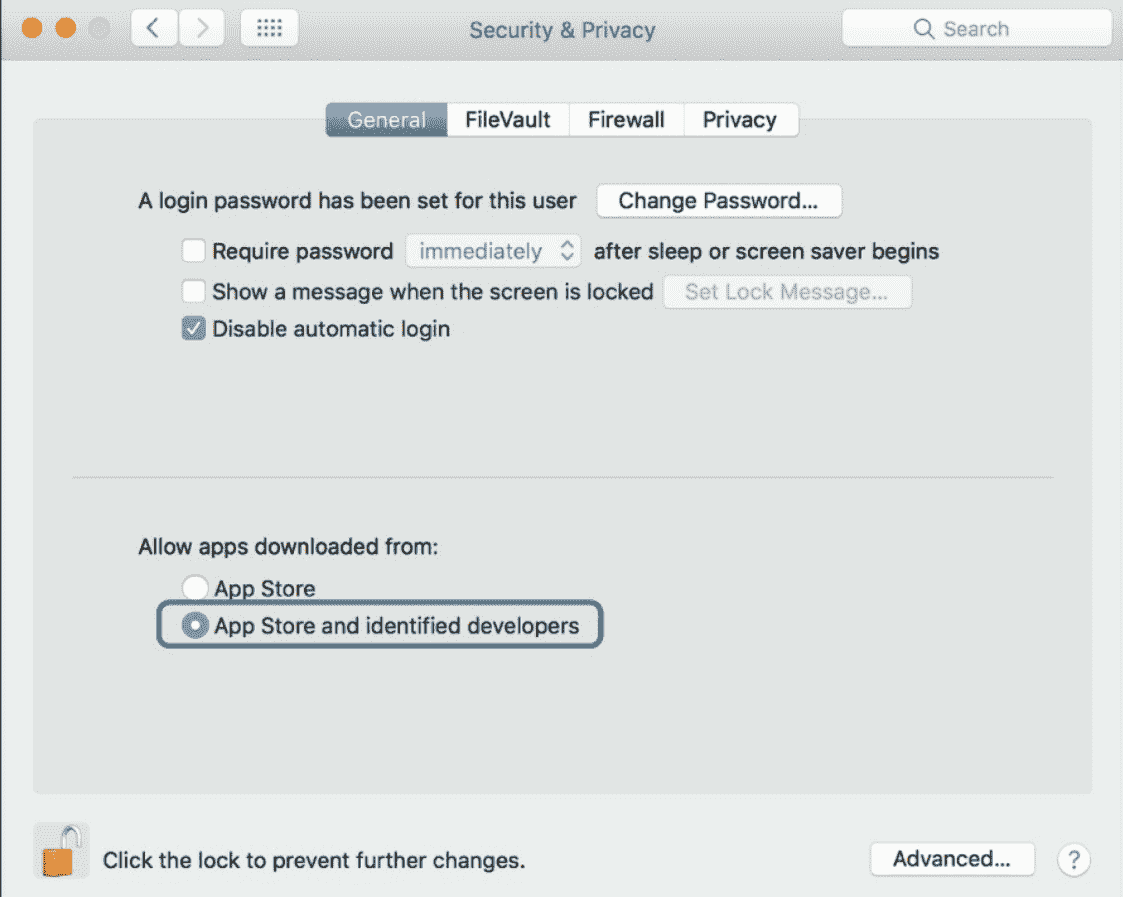 Security & Privacy
Search
General FileVault Firewall Privacy
A login password has been set for this user Change Password...
Require password immediately after sleep or screen saver begins
Show a message when the screen is locked Set Lock Message...
Disable automatic login
Allow apps downloaded from:
App Store
App Store and identified developers
Click the lock to prevent further changes.
Advanced... ?